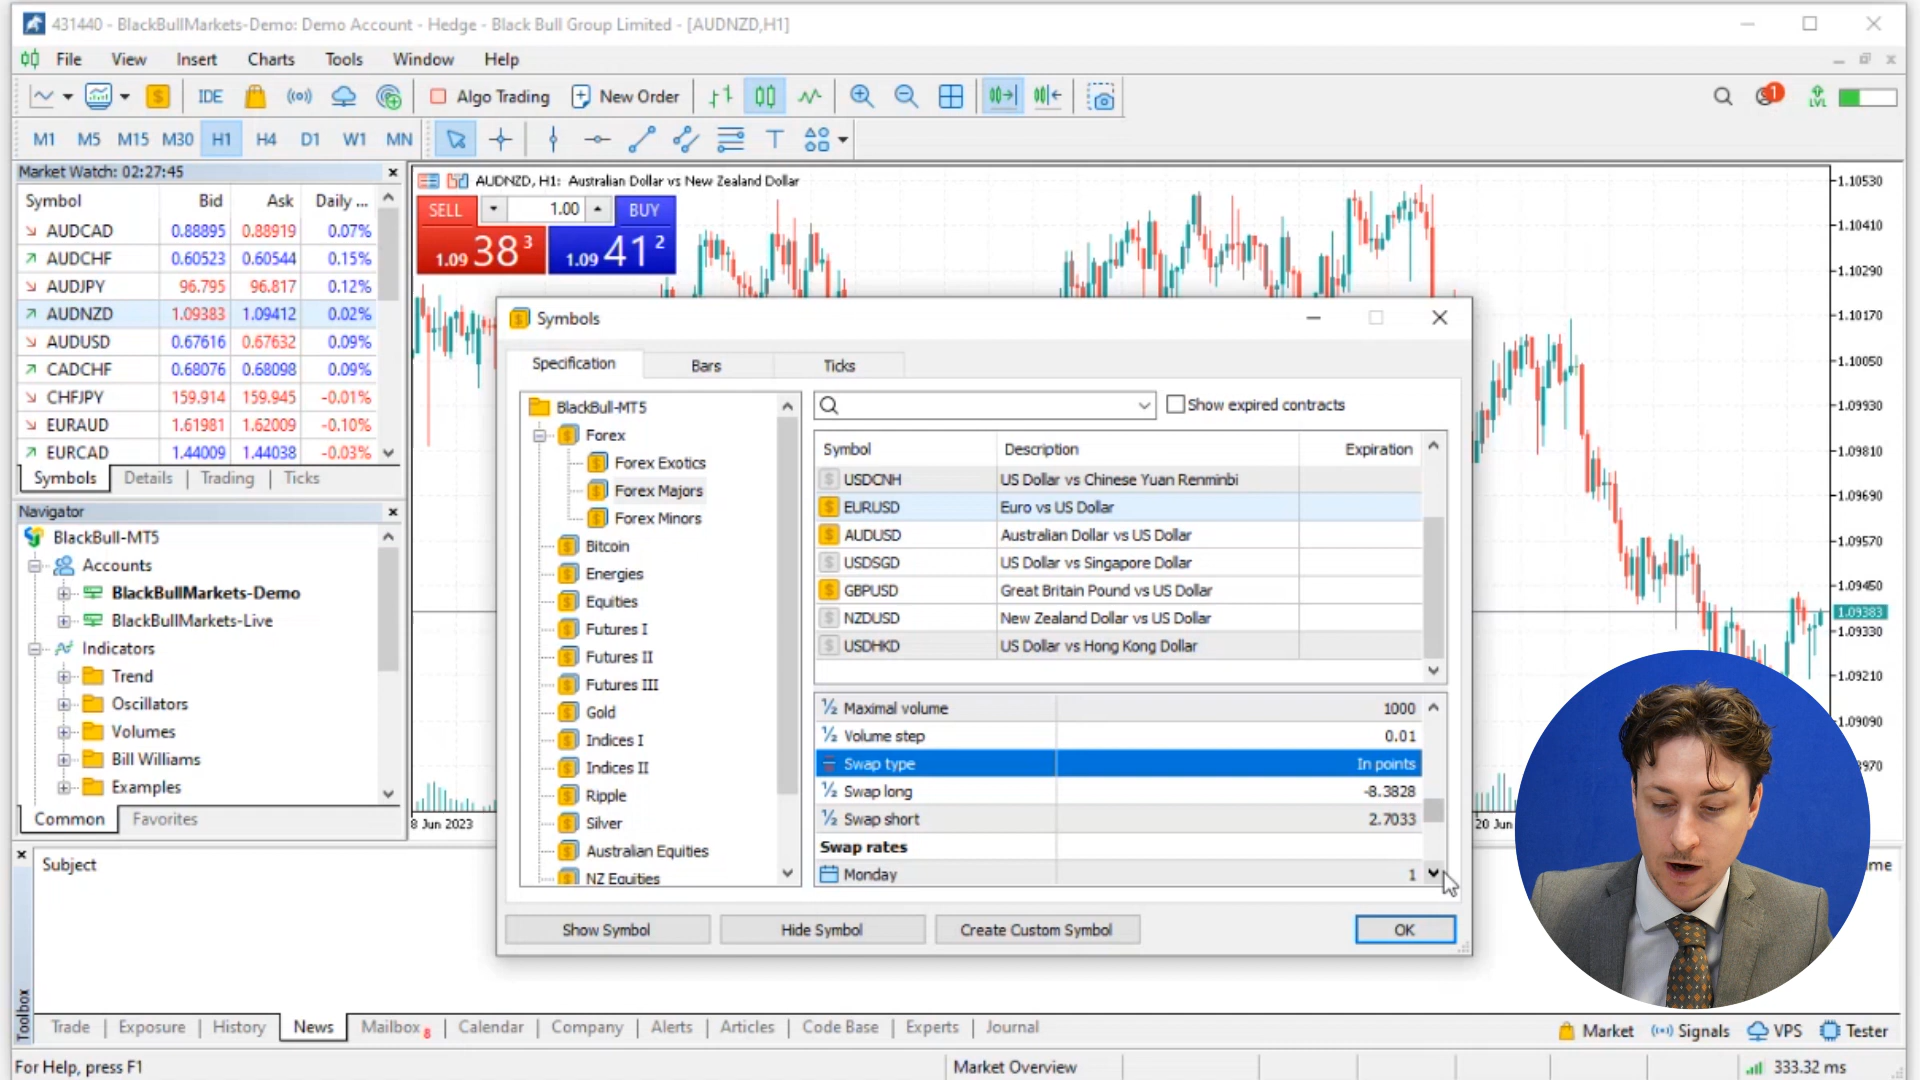 431440 - BlackBullMarkets-Demo: Demo Account - Hedge - Black Bull Group Limited - [AUDNZD,H1]
File View Insert Charts Tools Window Help
IDE Algo Trading New Order 1 LVL
M1 M5 M15 M30 H1 H4 D1 W1 MN T
Market Watch: 02:27:45
Symbol Bid Ask Daily ...
AUDCAD 0.88895 0.88919 0.07%
AUDCHF 0.60523 0.60544 0.15%
AUDJPY 96.795 96.817 0.12%
AUDNZD 1.09383 1.09412 0.02%
AUDUSD 0.67616 0.67632 0.09%
CADCHF 0.68076 0.68098 0.09%
CHFJPY 159.914 159.945 -0.01%
EURAUD 1.61981 1.62009 -0.10%
EURCAD 1.44009 1.44038 -0.03%
Symbols Details Trading Ticks
Navigator
BlackBull-MT5
Accounts
BlackBullMarkets-Demo
BlackBullMarkets-Live
Indicators
Trend
Oscillators
Volumes
Bill Williams
Examples
Common Favorites
AUDNZD, H1: Australian Dollar vs New Zealand Dollar
SELL 1.00 BUY
1.09 38 3 1.09 41 2
1.10530
1.10410
1.10290
1.10170
1.10050
1.09930
1.09810
1.09690
1.09570
1.09450
1.09383
1.09330
1.09210
1.09090
970
8 Jun 2023
20 Jun
Symbols
Specification Bars Ticks
BlackBull-MT5
Forex
Forex Exotics
Forex Majors
Forex Minors
Bitcoin
Energies
Equities
Futures I
Futures II
Futures III
Gold
Indices I
Indices II
Ripple
Silver
Australian Equities
NZ Equities
Show expired contracts
Symbol Description Expiration
USDCNH US Dollar vs Chinese Yuan Renminbi
EURUSD Euro vs US Dollar
AUDUSD Australian Dollar vs US Dollar
USDSGD US Dollar vs Singapore Dollar
GBPUSD Great Britain Pound vs US Dollar
NZDUSD New Zealand Dollar vs US Dollar
USDHKD US Dollar vs Hong Kong Dollar
½ Maximal volume 1000
½ Volume step 0.01
Swap type In points
½ Swap long -8.3828
½ Swap short 2.7033
Swap rates
Monday 1
Show Symbol Hide Symbol Create Custom Symbol OK
Subject
me
Toolbox
Trade Exposure History News Mailbox 8 Calendar Company Alerts Articles Code Base Experts Journal
Market Signals VPS Tester
For Help, press F1 Market Overview 333.32 ms